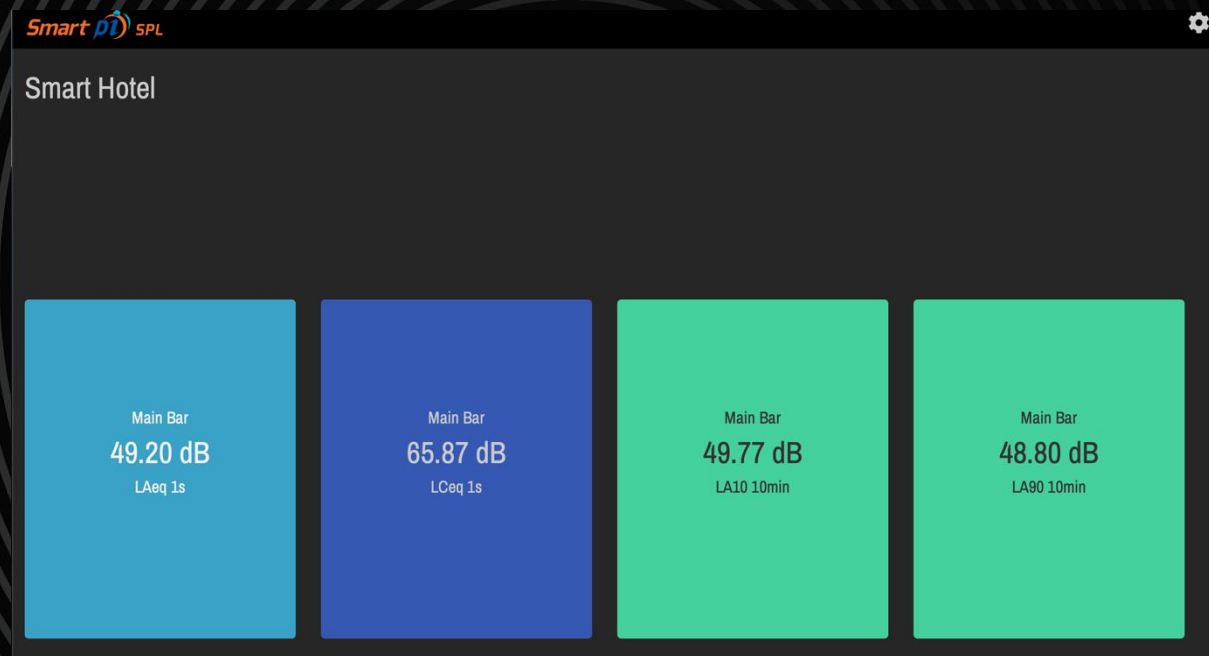 Smart p1 SPL
Smart Hotel
Main Bar
49.20 dB
LAeq 1s
Main Bar
65.87 dB
LCeq 1s
Main Bar
49.77 dB
LA10 10min
Main Bar
48.80 dB
LA90 10min